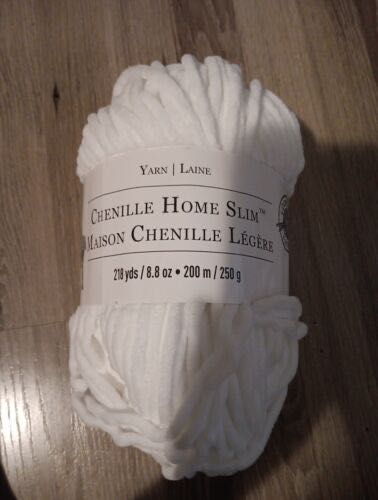 YARN | LAINE
CHENILLE HOME SLIM™
MAISON CHENILLE LÉGÈRE
218 yds / 8.8 oz • 200 m / 250 g